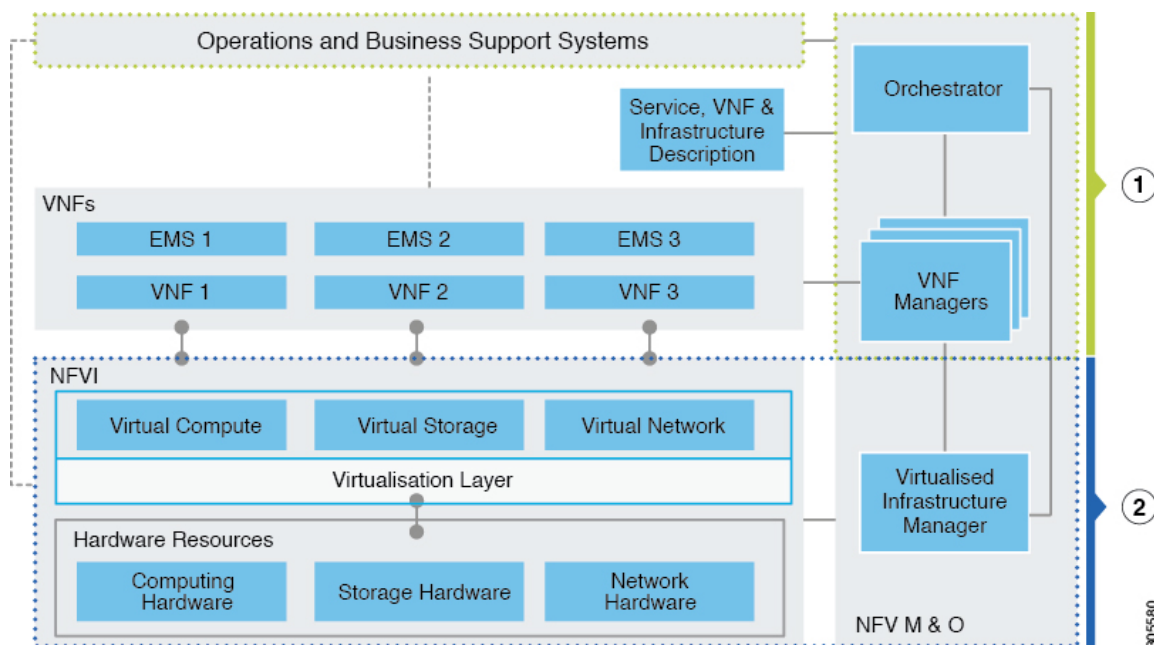 Operations and Business Support Systems
Orchestrator
Service, VNF &
Infrastructure
Description
1
VNFs
EMS 1
EMS 2
EMS 3
VNF 1
VNF 2
VNF 3
VNF
Managers
NFVI
Virtual Compute
Virtual Storage
Virtual Network
Virtualisation Layer
Virtualised
Infrastructure
Manager
2
Hardware Resources
Computing
Hardware
Storage Hardware
Network
Hardware
NFV M & O
305580